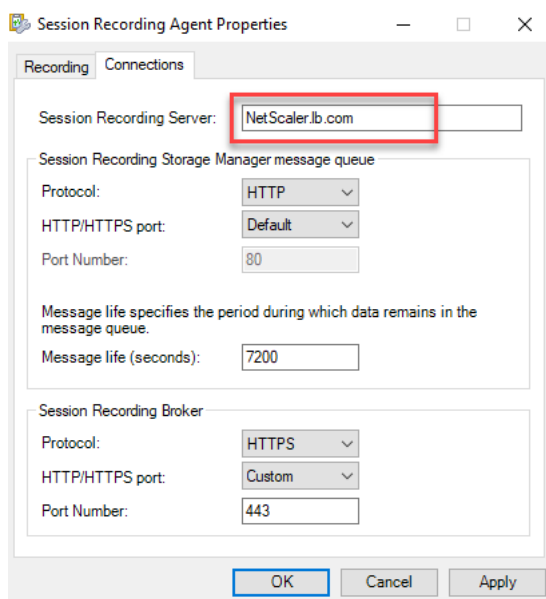 Session Recording Agent Properties
Recording Connections
Session Recording Server: NetScaler.lb.com
Session Recording Storage Manager message queue
Protocol: HTTP
HTTP/HTTPS port: Default
Port Number: 80
Message life specifies the period during which data remains in the
message queue.
Message life (seconds): 7200
Session Recording Broker
Protocol: HTTPS
HTTP/HTTPS port: Custom
Port Number: 443
OK Cancel Apply